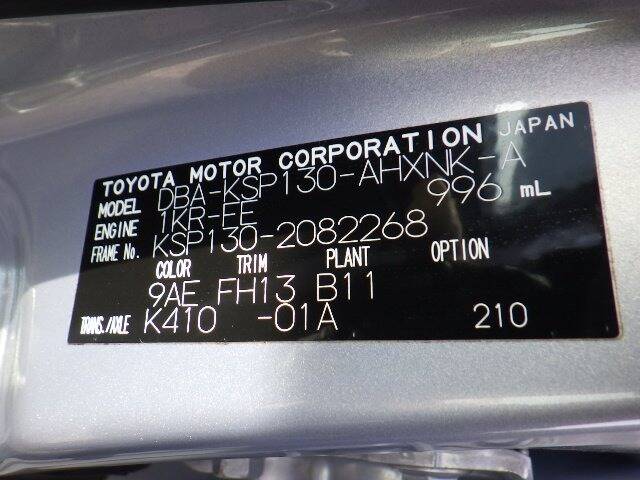 TOYOTA MOTOR CORPORATION JAPAN
MODEL DBA-KSP130-AHXNK-A
ENGINE 1KR-FE 996 mL
FRAME No. KSP130-2082268
COLOR TRIM PLANT OPTION
9AE FH13 B11
TRANS./AXLE K410 -01A 210